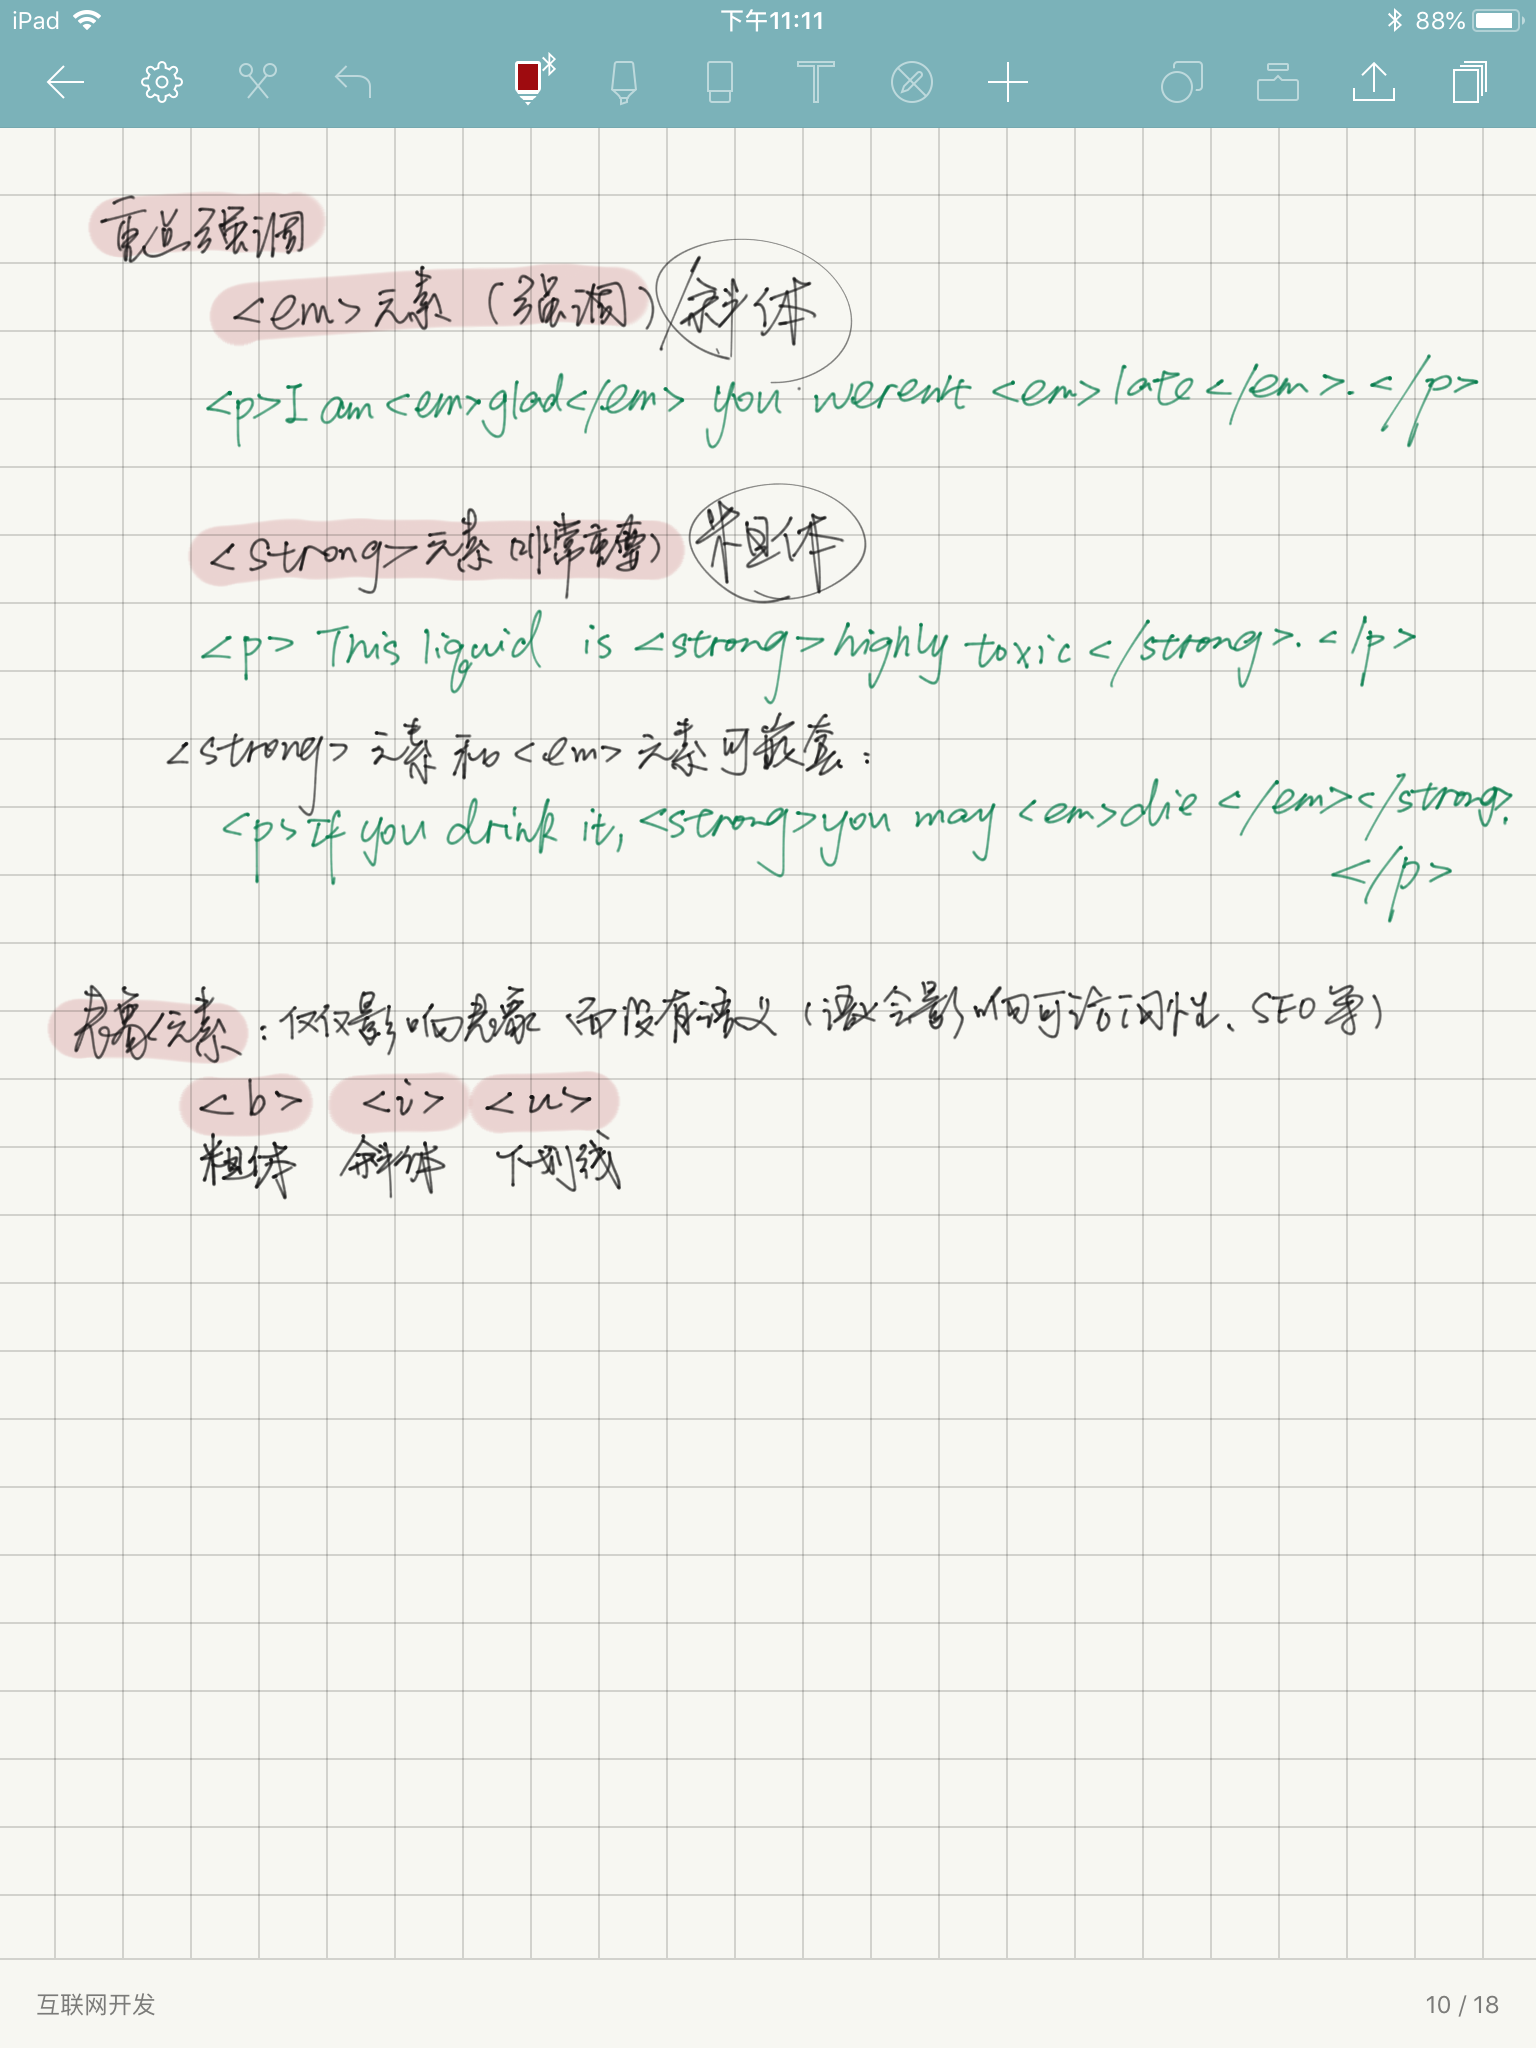 iPad 下午11:11 88%
重点强调
<em>元素（强调）/斜体
<p>I am <em>glad</em> you weren't <em>late</em>.</p>
<strong>元素（非常重要） 粗体
<p> This liquid is <strong>highly toxic</strong>.</p>
<strong>元素和<em>元素可嵌套：
<p>If you drink it, <strong>you may <em>die</em></strong>.
</p>
表象元素：仅仅影响表象而没有语义（语义会影响可访问性、SEO等）
<b> <i> <u>
粗体 斜体 下划线
互联网开发 10 / 18